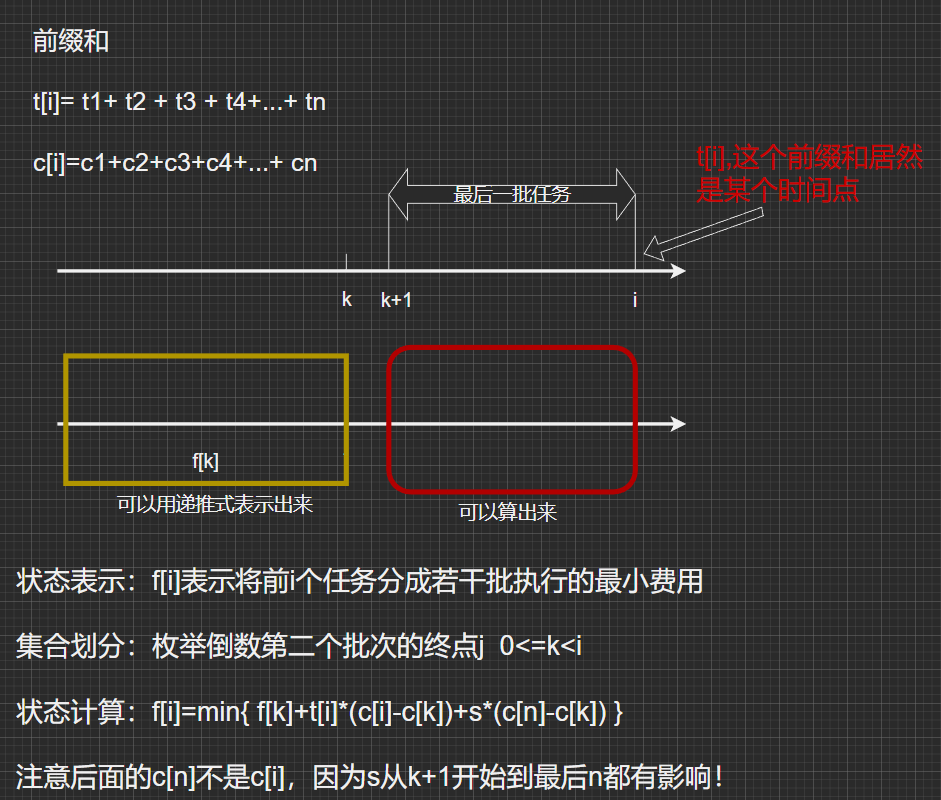 前缀和
t[i]= t1+ t2 + t3 + t4+...+ tn
c[i]=c1+c2+c3+c4+...+ cn
t[i],这个前缀和居然
是某个时间点
最后一批任务
k
k+1
i
f[k]
可以用递推式表示出来
可以算出来
状态表示：f[i]表示将前i个任务分成若干批执行的最小费用
集合划分：枚举倒数第二个批次的终点j 0<=k<i
状态计算：f[i]=min{ f[k]+t[i]*(c[i]-c[k])+s*(c[n]-c[k]) }
注意后面的c[n]不是c[i]，因为s从k+1开始到最后n都有影响！